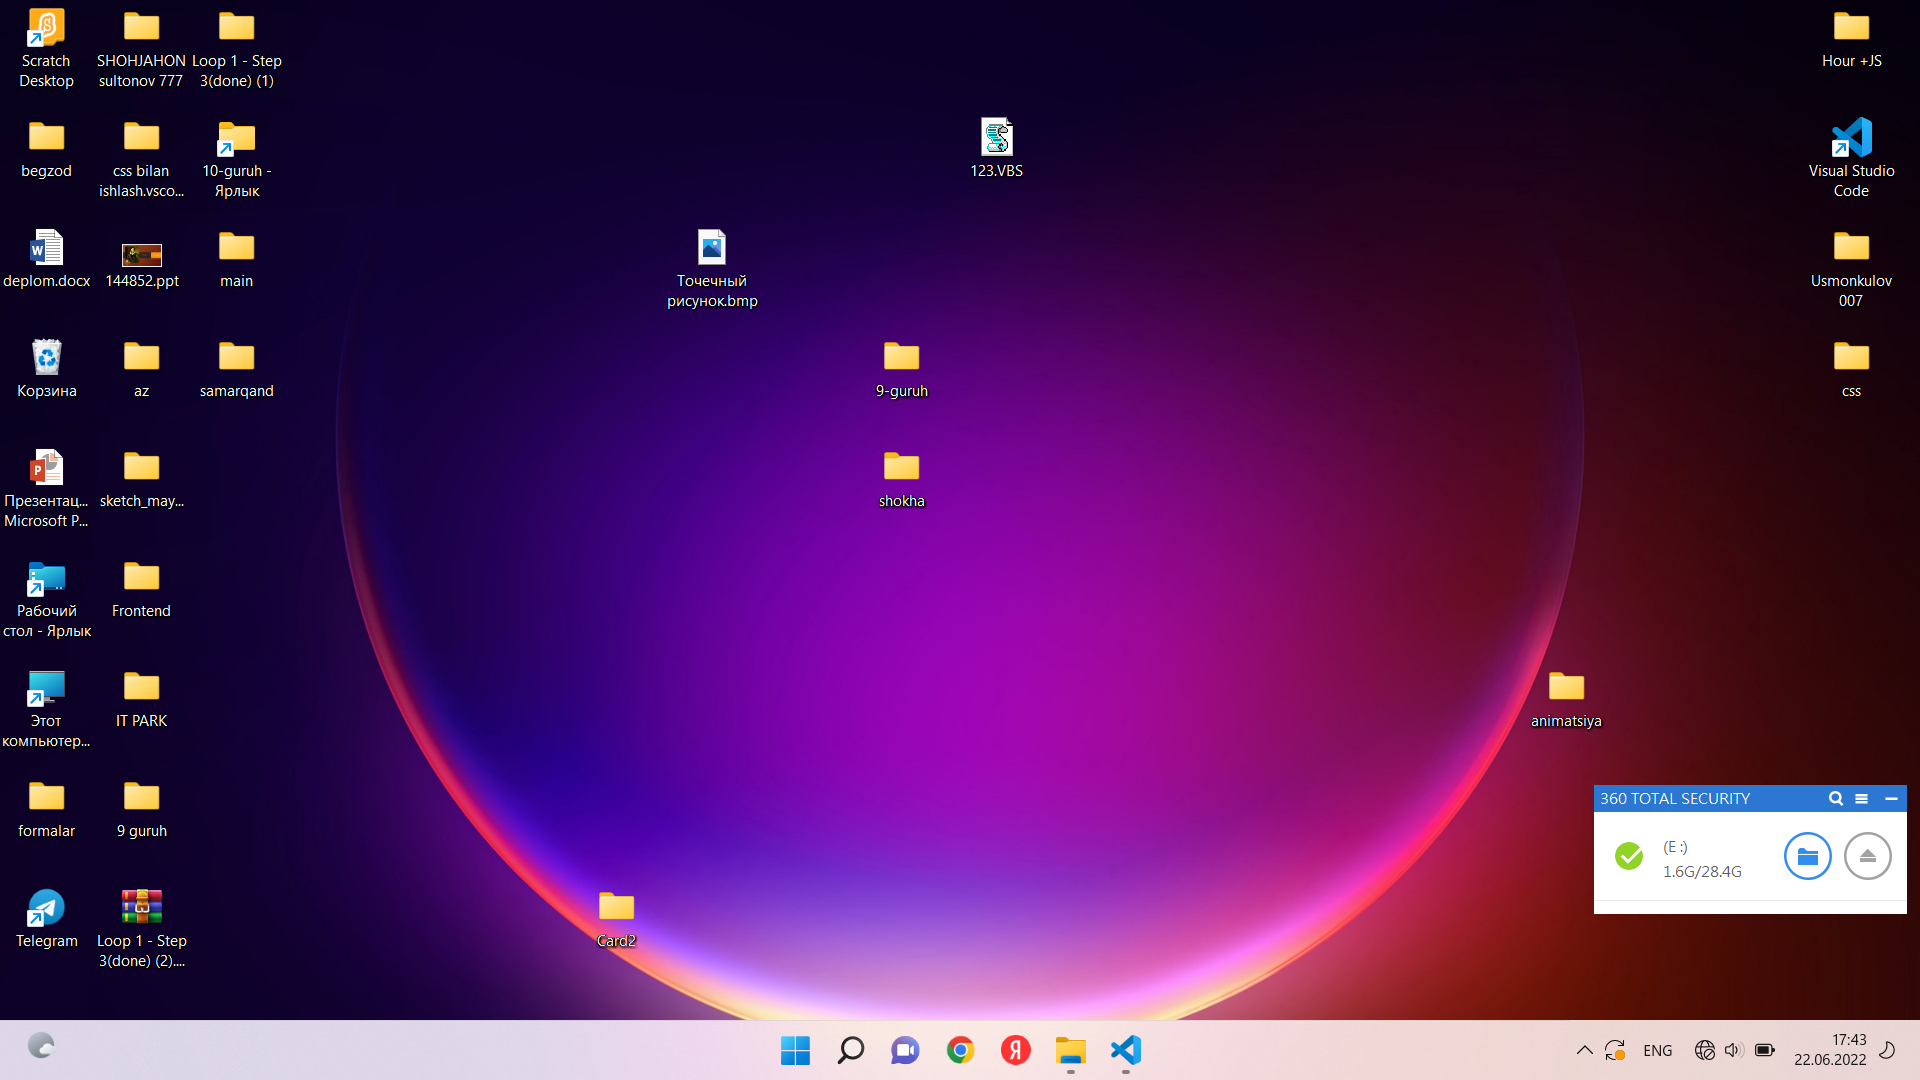 Scratch
Desktop
SHOHJAHON
sultonov 777
Loop 1 - Step
3(done) (1)
Hour +JS
begzod
css bilan
ishlash.vsco...
10-guruh -
Ярлык
123.VBS
Visual Studio
Code
deplom.docx
144852.ppt
main
Точечный
рисунок.bmp
Usmonkulov
007
Корзина
az
samarqand
9-guruh
css
Презентац...
Microsoft P...
sketch_may...
shokha
Рабочий
стол - Ярлык
Frontend
Этот
компьютер...
IT PARK
animatsiya
formalar
9 guruh
360 TOTAL SECURITY
(E :)
1.6G/28.4G
Telegram
Loop 1 - Step
3(done) (2)....
Card2
ENG
17:43
22.06.2022